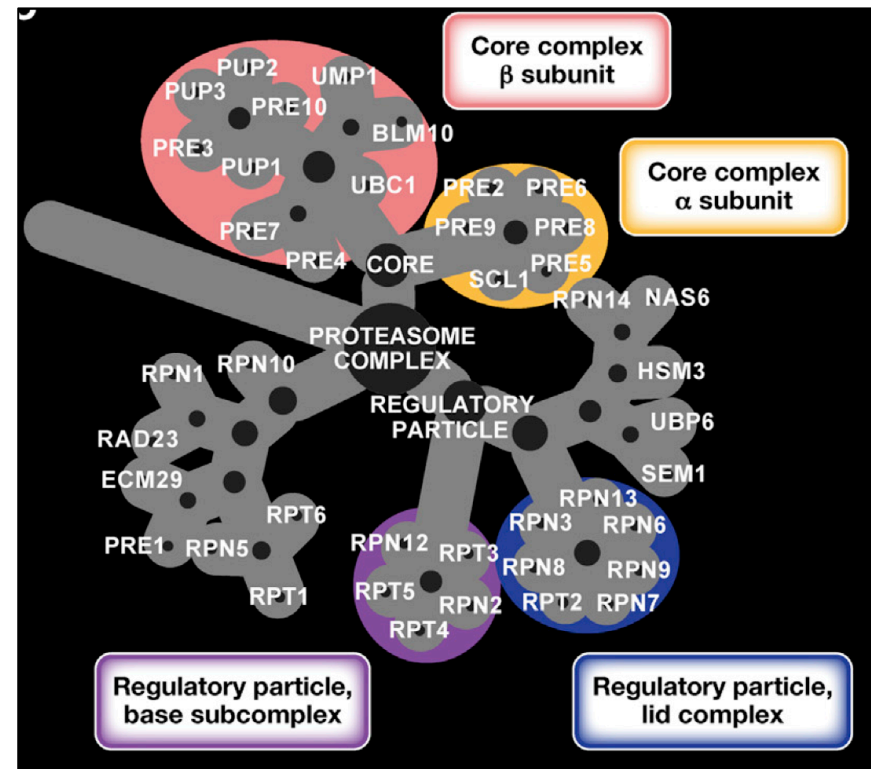 Core complex
β subunit
Core complex
α subunit
PUP2
UMP1
PUP3
PRE10
BLM10
PRE3
PUP1
UBC1
PRE7
PRE4
CORE
PRE2
PRE6
PRE9
PRE8
SCL1
PRE5
PROTEASOME
COMPLEX
REGULATORY
PARTICLE
RPN14
NAS6
HSM3
UBP6
SEM1
RPN1
RPN10
RAD23
ECM29
RPT6
PRE1
RPN5
RPT1
RPN12
RPT3
RPT5
RPN2
RPT4
RPN13
RPN3
RPN6
RPN8
RPN9
RPT2
RPN7
Regulatory particle,
base subcomplex
Regulatory particle,
lid complex